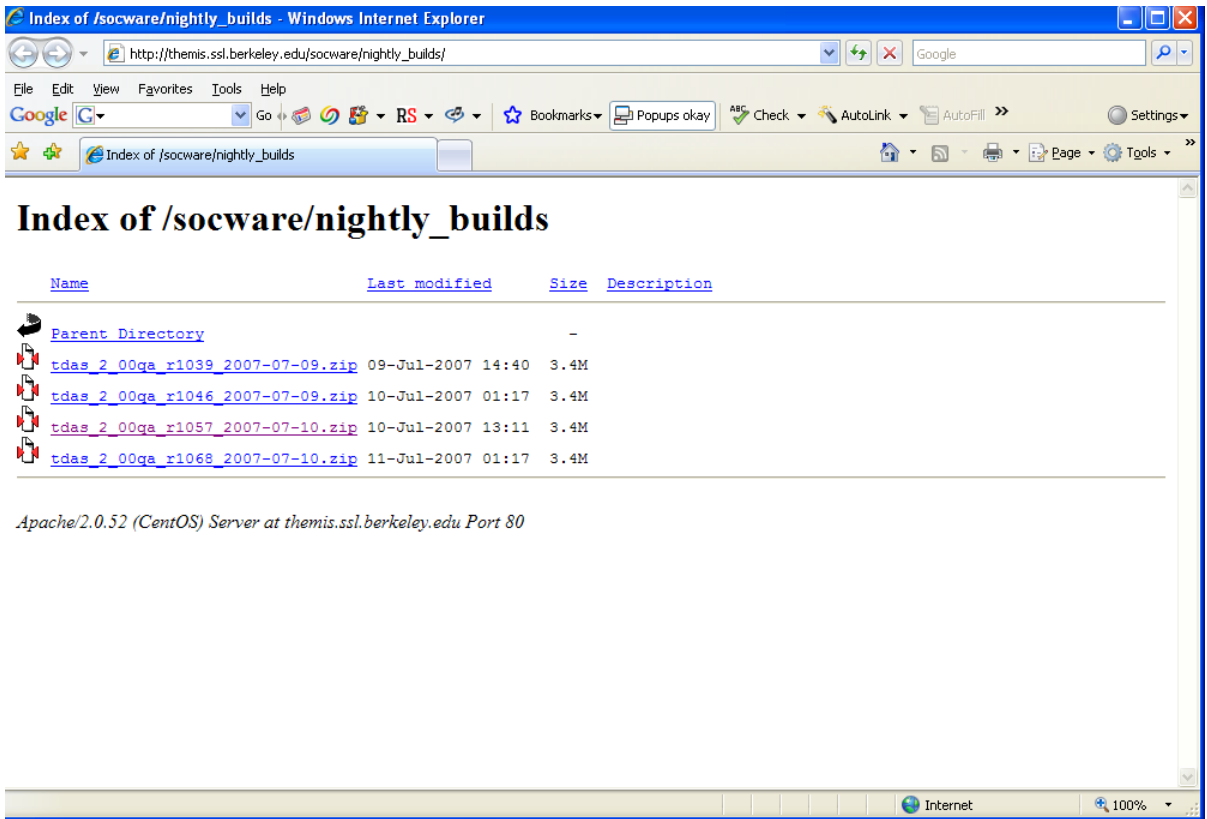 Index of /socware/nightly_builds - Windows Internet Explorer
http://themis.ssl.berkeley.edu/socware/nightly_builds/ Google
File Edit View Favorites Tools Help
Google G Go RS Bookmarks Popups okay ABC Check AutoLink AutoFill >> Settings
Index of /socware/nightly_builds Page Tools >>
Index of /socware/nightly_builds
Name Last modified Size Description
Parent Directory -
tdas_2_00qa_r1039_2007-07-09.zip 09-Jul-2007 14:40 3.4M
tdas_2_00qa_r1046_2007-07-09.zip 10-Jul-2007 01:17 3.4M
tdas_2_00qa_r1057_2007-07-10.zip 10-Jul-2007 13:11 3.4M
tdas_2_00qa_r1068_2007-07-10.zip 11-Jul-2007 01:17 3.4M
Apache/2.0.52 (CentOS) Server at themis.ssl.berkeley.edu Port 80
Internet 100%